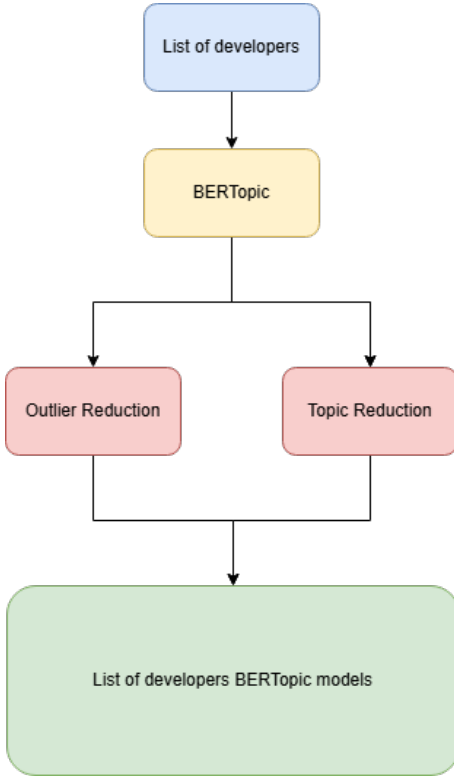 List of developers
BERTopic
Outlier Reduction
Topic Reduction
List of developers BERTopic models